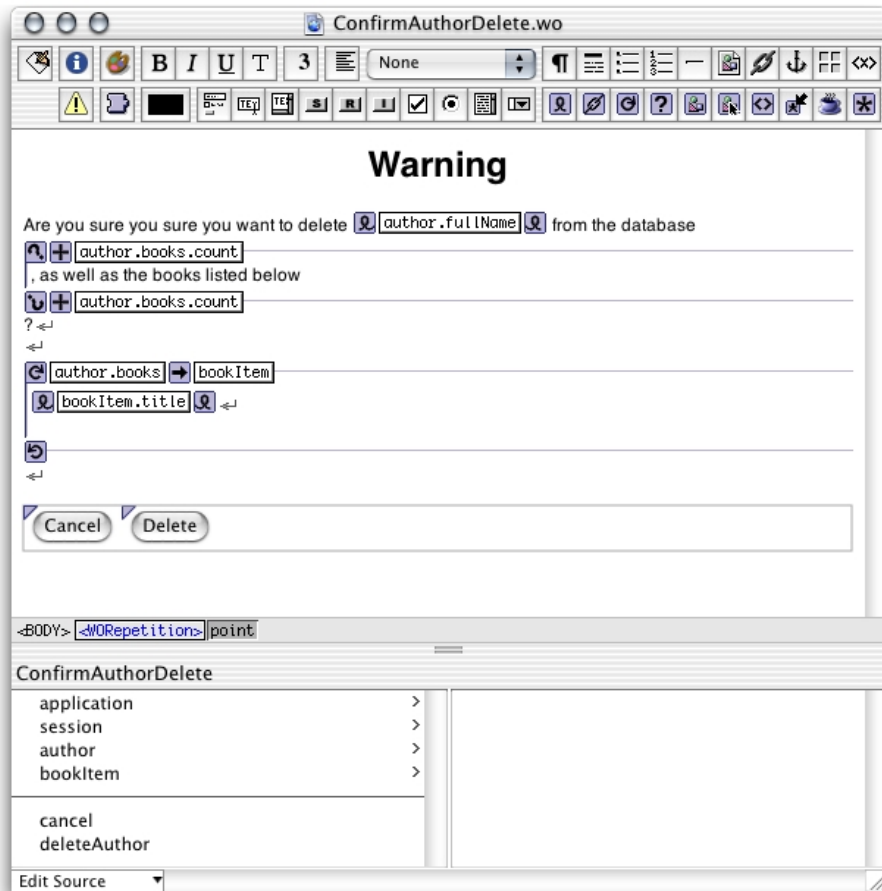 ConfirmAuthorDelete.wo
B I U T 3 None ¶ <x>
TEXT S R I ? <>
Warning
Are you sure you sure you want to delete author.fullName from the database
+ author.books.count
, as well as the books listed below
+ author.books.count
?
author.books bookItem
bookItem.title
Cancel Delete
<BODY> <WORepetition> point
ConfirmAuthorDelete
application >
session >
author >
bookItem >
cancel
deleteAuthor
Edit Source